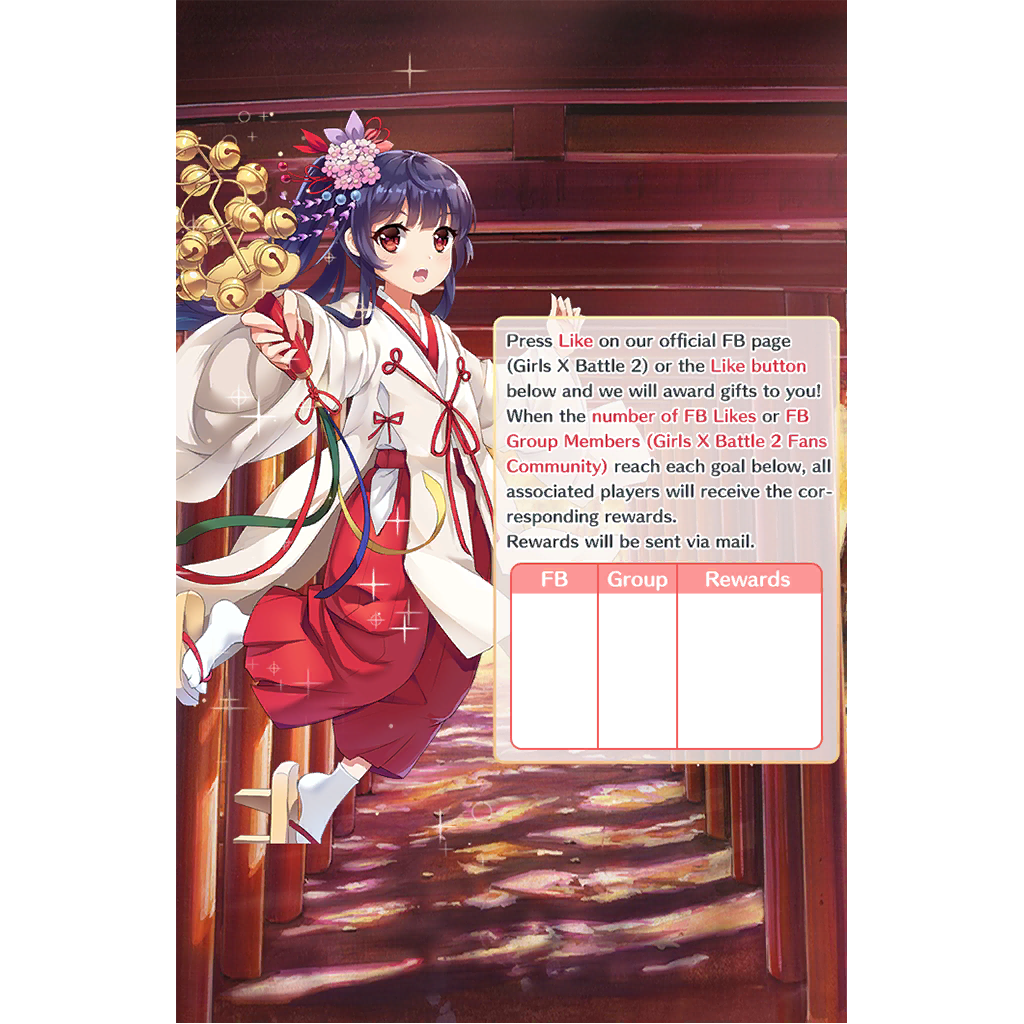 Press Like on our official FB page
(Girls X Battle 2) or the Like button
below and we will award gifts to you!
When the number of FB Likes or FB
Group Members (Girls X Battle 2 Fans
Community) reach each goal below, all
associated players will receive the cor-
responding rewards.
Rewards will be sent via mail.
FB Group Rewards